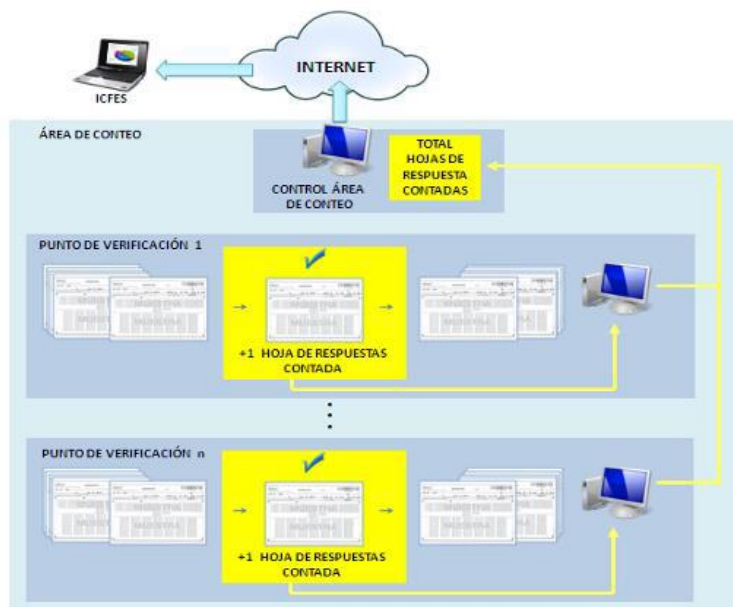 INTERNET
ICFES
ÁREA DE CONTEO
CONTROL ÁREA
DE CONTEO
TOTAL
HOJAS DE
RESPUESTA
CONTADAS
PUNTO DE VERIFICACIÓN 1
+1 HOJA DE RESPUESTAS
CONTADA
PUNTO DE VERIFICACIÓN n
+1 HOJA DE RESPUESTAS
CONTADA